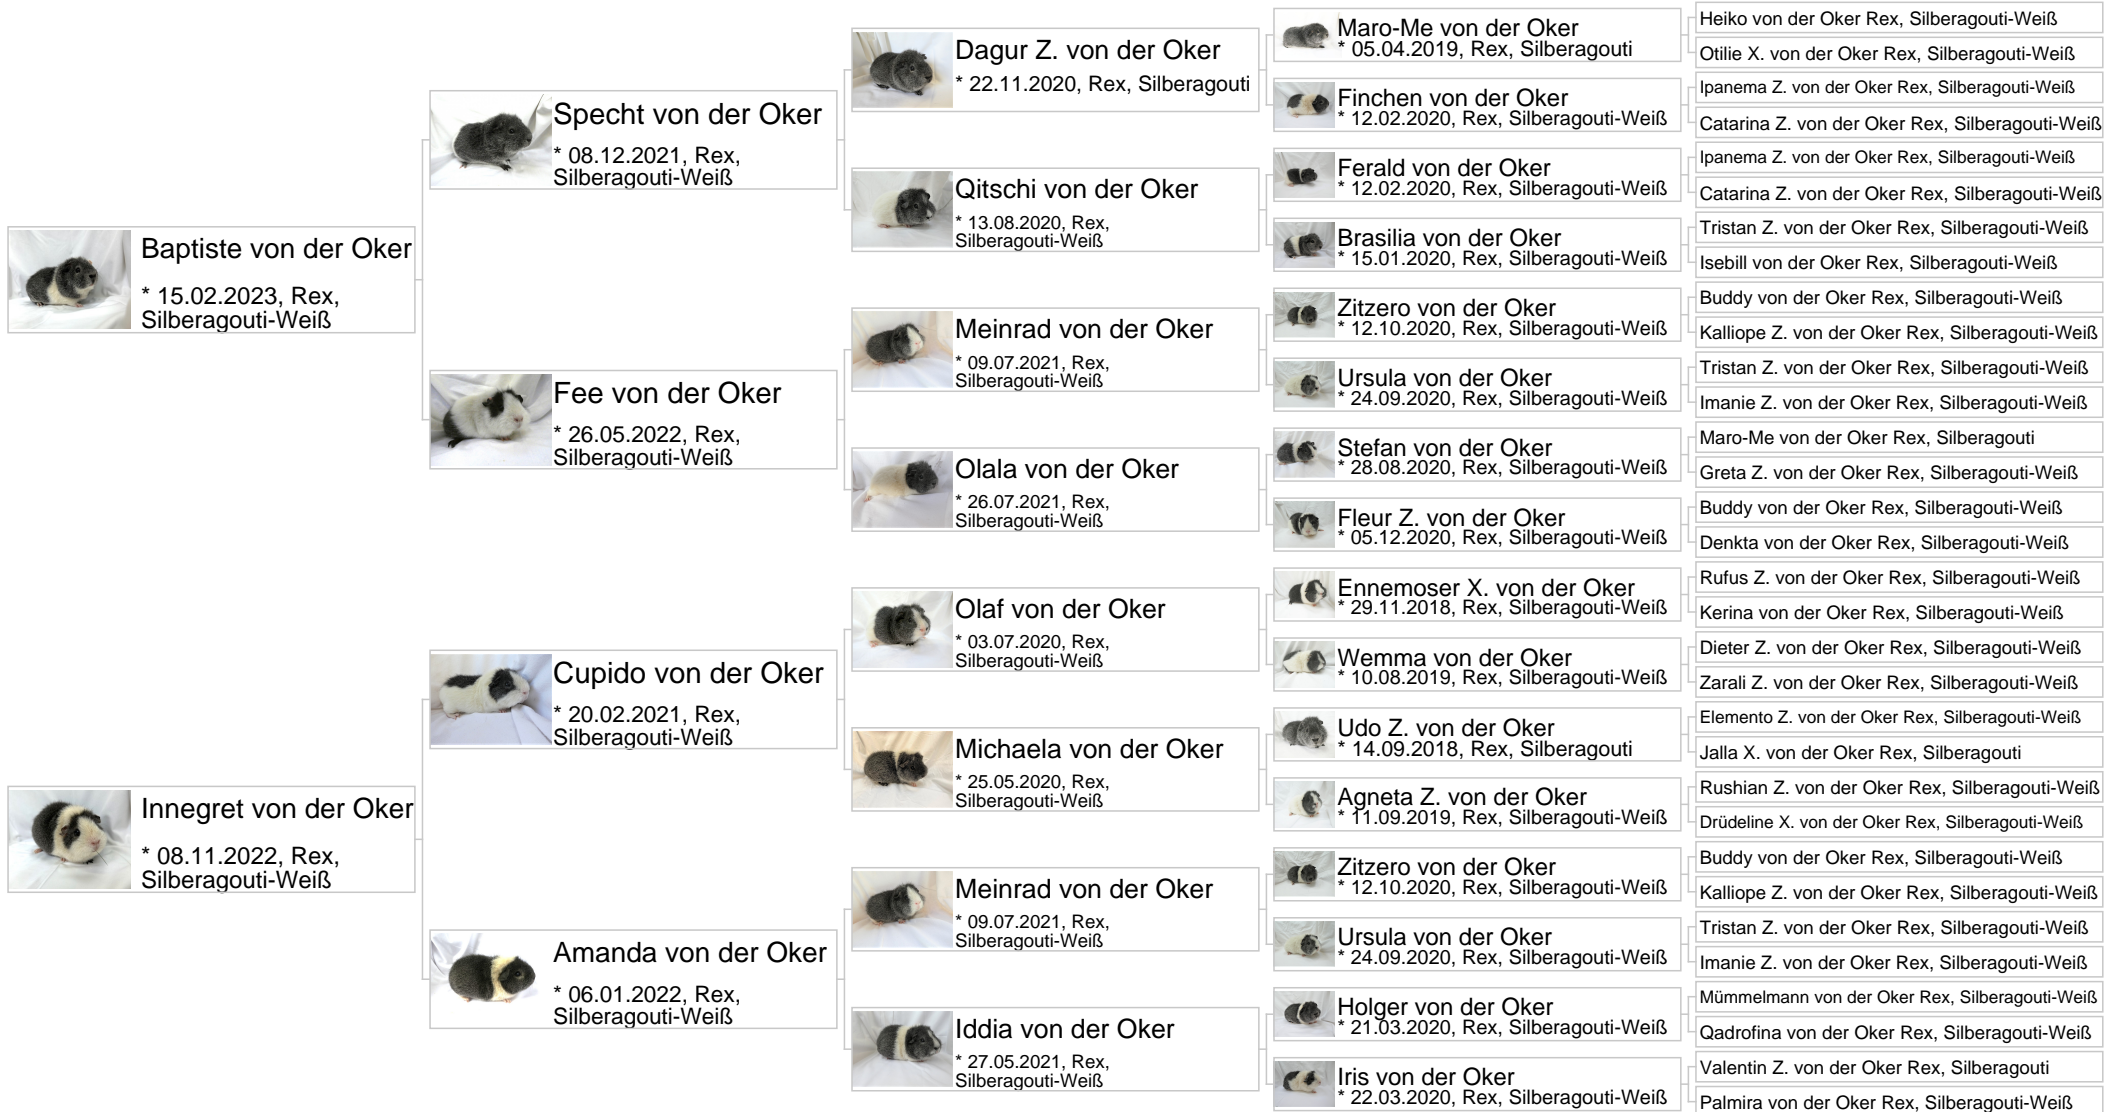 Baptiste von der Oker
* 15.02.2023, Rex,
Silberagouti-Weiß
Innegret von der Oker
* 08.11.2022, Rex,
Silberagouti-Weiß
Specht von der Oker
* 08.12.2021, Rex,
Silberagouti-Weiß
Fee von der Oker
* 26.05.2022, Rex,
Silberagouti-Weiß
Cupido von der Oker
* 20.02.2021, Rex,
Silberagouti-Weiß
Amanda von der Oker
* 06.01.2022, Rex,
Silberagouti-Weiß
Dagur Z. von der Oker
* 22.11.2020, Rex, Silberagouti
Qitschi von der Oker
* 13.08.2020, Rex,
Silberagouti-Weiß
Meinrad von der Oker
* 09.07.2021, Rex,
Silberagouti-Weiß
Olala von der Oker
* 26.07.2021, Rex,
Silberagouti-Weiß
Olaf von der Oker
* 03.07.2020, Rex,
Silberagouti-Weiß
Michaela von der Oker
* 25.05.2020, Rex,
Silberagouti-Weiß
Meinrad von der Oker
* 09.07.2021, Rex,
Silberagouti-Weiß
Iddia von der Oker
* 27.05.2021, Rex,
Silberagouti-Weiß
Maro-Me von der Oker
* 05.04.2019, Rex, Silberagouti
Finchen von der Oker
* 12.02.2020, Rex, Silberagouti-Weiß
Ferald von der Oker
* 12.02.2020, Rex, Silberagouti-Weiß
Brasilia von der Oker
* 15.01.2020, Rex, Silberagouti-Weiß
Zitzero von der Oker
* 12.10.2020, Rex, Silberagouti-Weiß
Ursula von der Oker
* 24.09.2020, Rex, Silberagouti-Weiß
Stefan von der Oker
* 28.08.2020, Rex, Silberagouti-Weiß
Fleur Z. von der Oker
* 05.12.2020, Rex, Silberagouti-Weiß
Ennemoser X. von der Oker
* 29.11.2018, Rex, Silberagouti-Weiß
Wemma von der Oker
* 10.08.2019, Rex, Silberagouti-Weiß
Udo Z. von der Oker
* 14.09.2018, Rex, Silberagouti
Agneta Z. von der Oker
* 11.09.2019, Rex, Silberagouti-Weiß
Zitzero von der Oker
* 12.10.2020, Rex, Silberagouti-Weiß
Ursula von der Oker
* 24.09.2020, Rex, Silberagouti-Weiß
Holger von der Oker
* 21.03.2020, Rex, Silberagouti-Weiß
Iris von der Oker
* 22.03.2020, Rex, Silberagouti-Weiß
Heiko von der Oker Rex, Silberagouti-Weiß
Otilie X. von der Oker Rex, Silberagouti-Weiß
Ipanema Z. von der Oker Rex, Silberagouti-Weiß
Catarina Z. von der Oker Rex, Silberagouti-Weiß
Ipanema Z. von der Oker Rex, Silberagouti-Weiß
Catarina Z. von der Oker Rex, Silberagouti-Weiß
Tristan Z. von der Oker Rex, Silberagouti-Weiß
Isebill von der Oker Rex, Silberagouti-Weiß
Buddy von der Oker Rex, Silberagouti-Weiß
Kalliope Z. von der Oker Rex, Silberagouti-Weiß
Tristan Z. von der Oker Rex, Silberagouti-Weiß
Imanie Z. von der Oker Rex, Silberagouti-Weiß
Maro-Me von der Oker Rex, Silberagouti
Greta Z. von der Oker Rex, Silberagouti-Weiß
Buddy von der Oker Rex, Silberagouti-Weiß
Denkta von der Oker Rex, Silberagouti-Weiß
Rufus Z. von der Oker Rex, Silberagouti-Weiß
Kerina von der Oker Rex, Silberagouti-Weiß
Dieter Z. von der Oker Rex, Silberagouti-Weiß
Zarali Z. von der Oker Rex, Silberagouti-Weiß
Elemento Z. von der Oker Rex, Silberagouti-Weiß
Jalla X. von der Oker Rex, Silberagouti
Rushian Z. von der Oker Rex, Silberagouti-Weiß
Drüdeline X. von der Oker Rex, Silberagouti-Weiß
Buddy von der Oker Rex, Silberagouti-Weiß
Kalliope Z. von der Oker Rex, Silberagouti-Weiß
Tristan Z. von der Oker Rex, Silberagouti-Weiß
Imanie Z. von der Oker Rex, Silberagouti-Weiß
Mümmelmann von der Oker Rex, Silberagouti-Weiß
Qadrofina von der Oker Rex, Silberagouti-Weiß
Valentin Z. von der Oker Rex, Silberagouti
Palmira von der Oker Rex, Silberagouti-Weiß